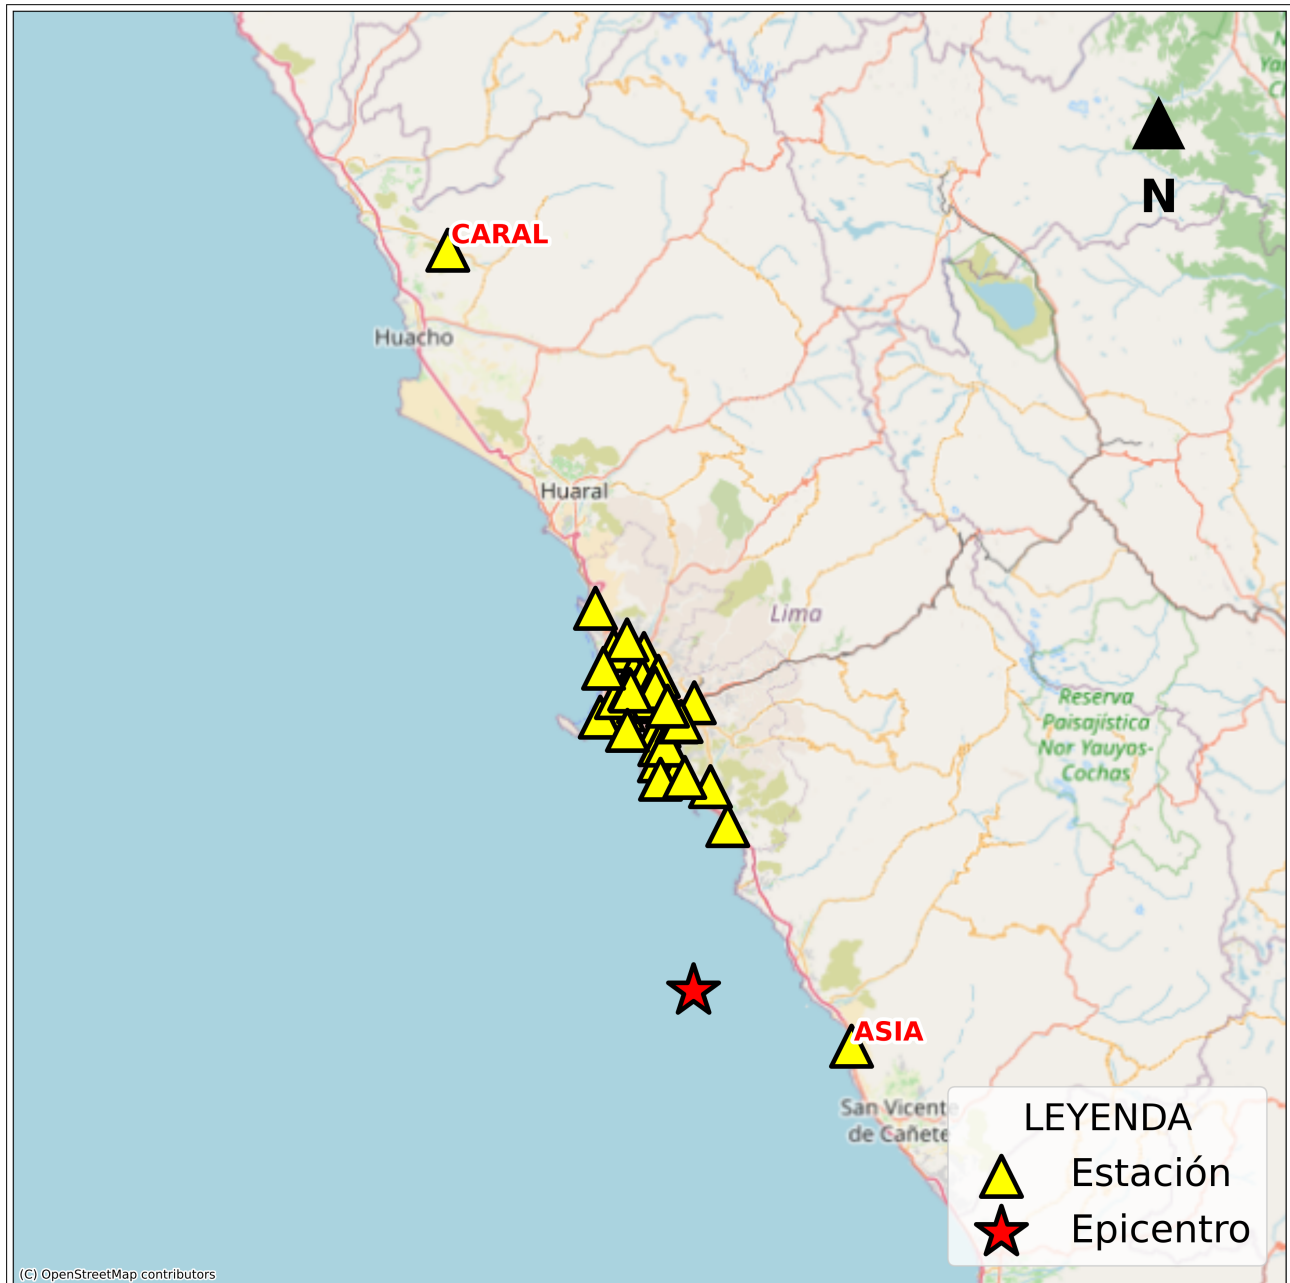 CARAL
N
Huacho
Huaral
Lima
Reserva
Paisajística
Nor Yauyos-
Cochas
ASIA
San Vicente
de Cañete
LEYENDA
Estación
Epicentro
(C) OpenStreetMap contributors